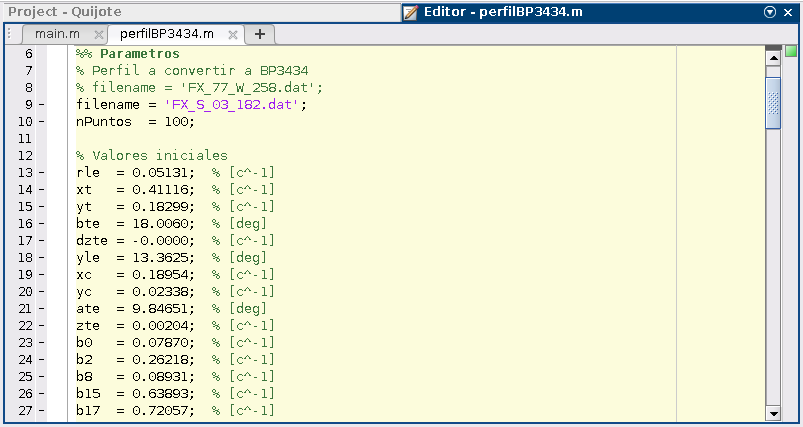 Project - Quijote
Editor - perfilBP3434.m
main.m
perfilBP3434.m
6 %% Parametros
7 % Perfil a convertir a BP3434
8 % filename = 'FX_77_W_258.dat';
9 - filename = 'FX_S_03_182.dat';
10 - nPuntos  = 100;
11
12 % Valores iniciales
13 - rle  = 0.05131;  % [c^-1]
14 - xt   = 0.41116;  % [c^-1]
15 - yt   = 0.18299;  % [c^-1]
16 - bte  = 18.0060;  % [deg]
17 - dzte = -0.0000;  % [c^-1]
18 - yle  = 13.3625;  % [deg]
19 - xc   = 0.18954;  % [c^-1]
20 - yc   = 0.02338;  % [c^-1]
21 - ate  = 9.84651;  % [deg]
22 - zte  = 0.00204;  % [c^-1]
23 - b0   = 0.07870;  % [c^-1]
24 - b2   = 0.26218;  % [c^-1]
25 - b8   = 0.08931;  % [c^-1]
26 - b15  = 0.63893;  % [c^-1]
27 - b17  = 0.72057;  % [c^-1]